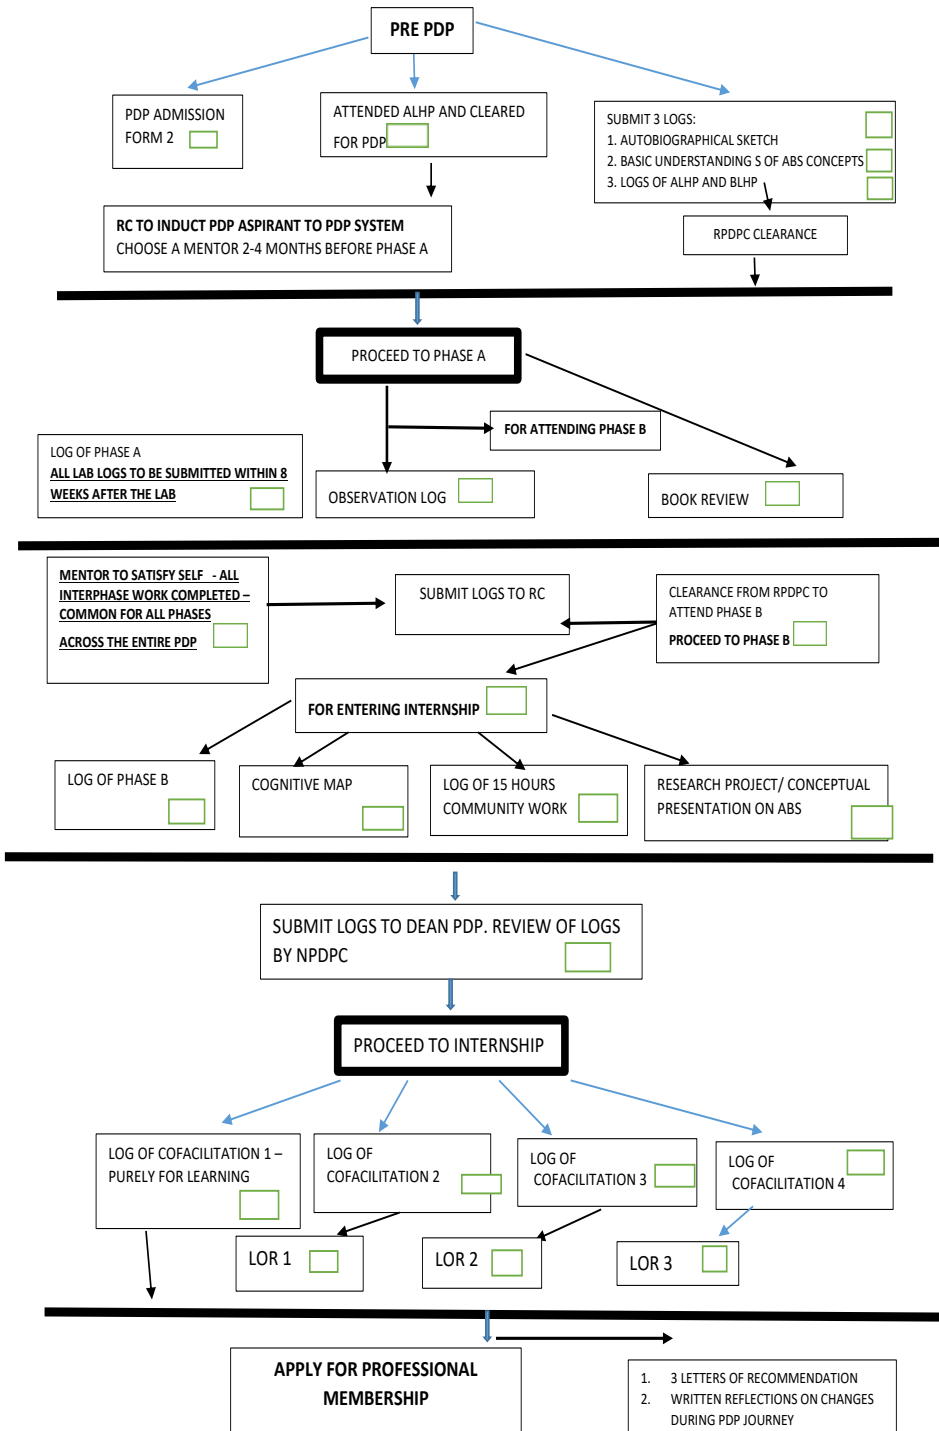 PRE PDP
PDP ADMISSION
FORM 2
ATTENDED ALHP AND CLEARED
FOR PDP
SUBMIT 3 LOGS:
1. AUTOBIOGRAPHICAL SKETCH
2. BASIC UNDERSTANDING S OF ABS CONCEPTS
3. LOGS OF ALHP AND BLHP
RC TO INDUCT PDP ASPIRANT TO PDP SYSTEM
CHOOSE A MENTOR 2-4 MONTHS BEFORE PHASE A
RPDPC CLEARANCE
PROCEED TO PHASE A
FOR ATTENDING PHASE B
LOG OF PHASE A
ALL LAB LOGS TO BE SUBMITTED WITHIN 8
WEEKS AFTER THE LAB
OBSERVATION LOG
BOOK REVIEW
MENTOR TO SATISFY SELF - ALL
INTERPHASE WORK COMPLETED –
COMMON FOR ALL PHASES
ACROSS THE ENTIRE PDP
SUBMIT LOGS TO RC
CLEARANCE FROM RPDPC TO
ATTEND PHASE B
PROCEED TO PHASE B
FOR ENTERING INTERNSHIP
LOG OF PHASE B
COGNITIVE MAP
LOG OF 15 HOURS
COMMUNITY WORK
RESEARCH PROJECT/ CONCEPTUAL
PRESENTATION ON ABS
SUBMIT LOGS TO DEAN PDP. REVIEW OF LOGS
BY NPDPC
PROCEED TO INTERNSHIP
LOG OF COFACILITATION 1 –
PURELY FOR LEARNING
LOG OF
COFACILITATION 2
LOG OF
COFACILITATION 3
LOG OF
COFACILITATION 4
LOR 1
LOR 2
LOR 3
APPLY FOR PROFESSIONAL
MEMBERSHIP
1. 3 LETTERS OF RECOMMENDATION
2. WRITTEN REFLECTIONS ON CHANGES
DURING PDP JOURNEY